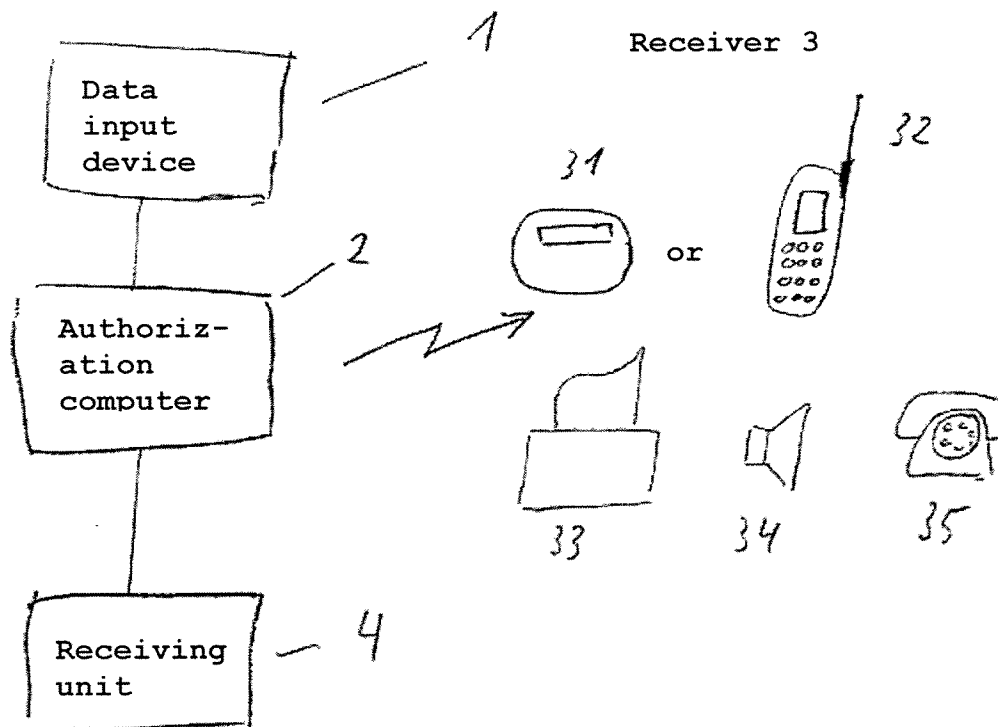 1
Receiver 3
Data
input
device
32
31
2
or
Authoriz-
ation
computer
33
34
35
4
Receiving
unit